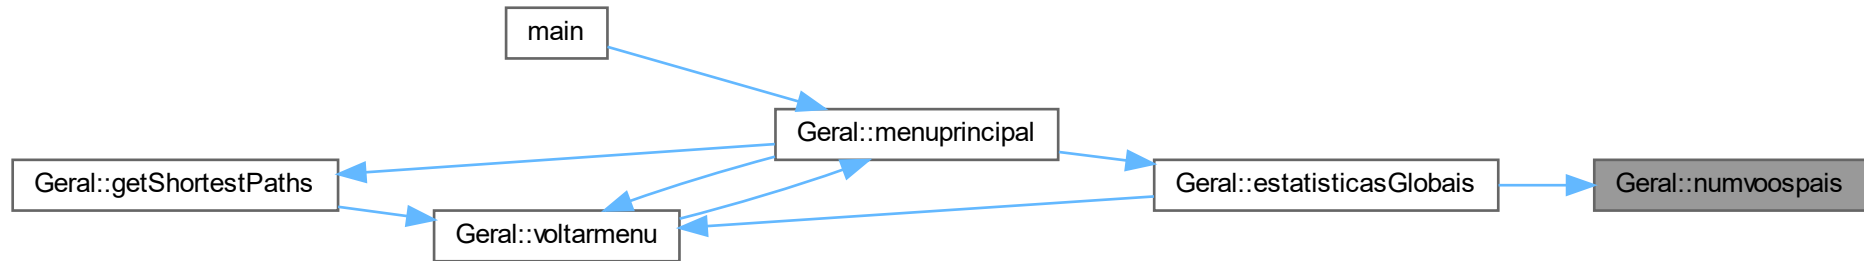 main
Geral::menuprincipal
Geral::getShortestPaths
Geral::estatisticasGlobais
Geral::numvoospais
Geral::voltarmenu